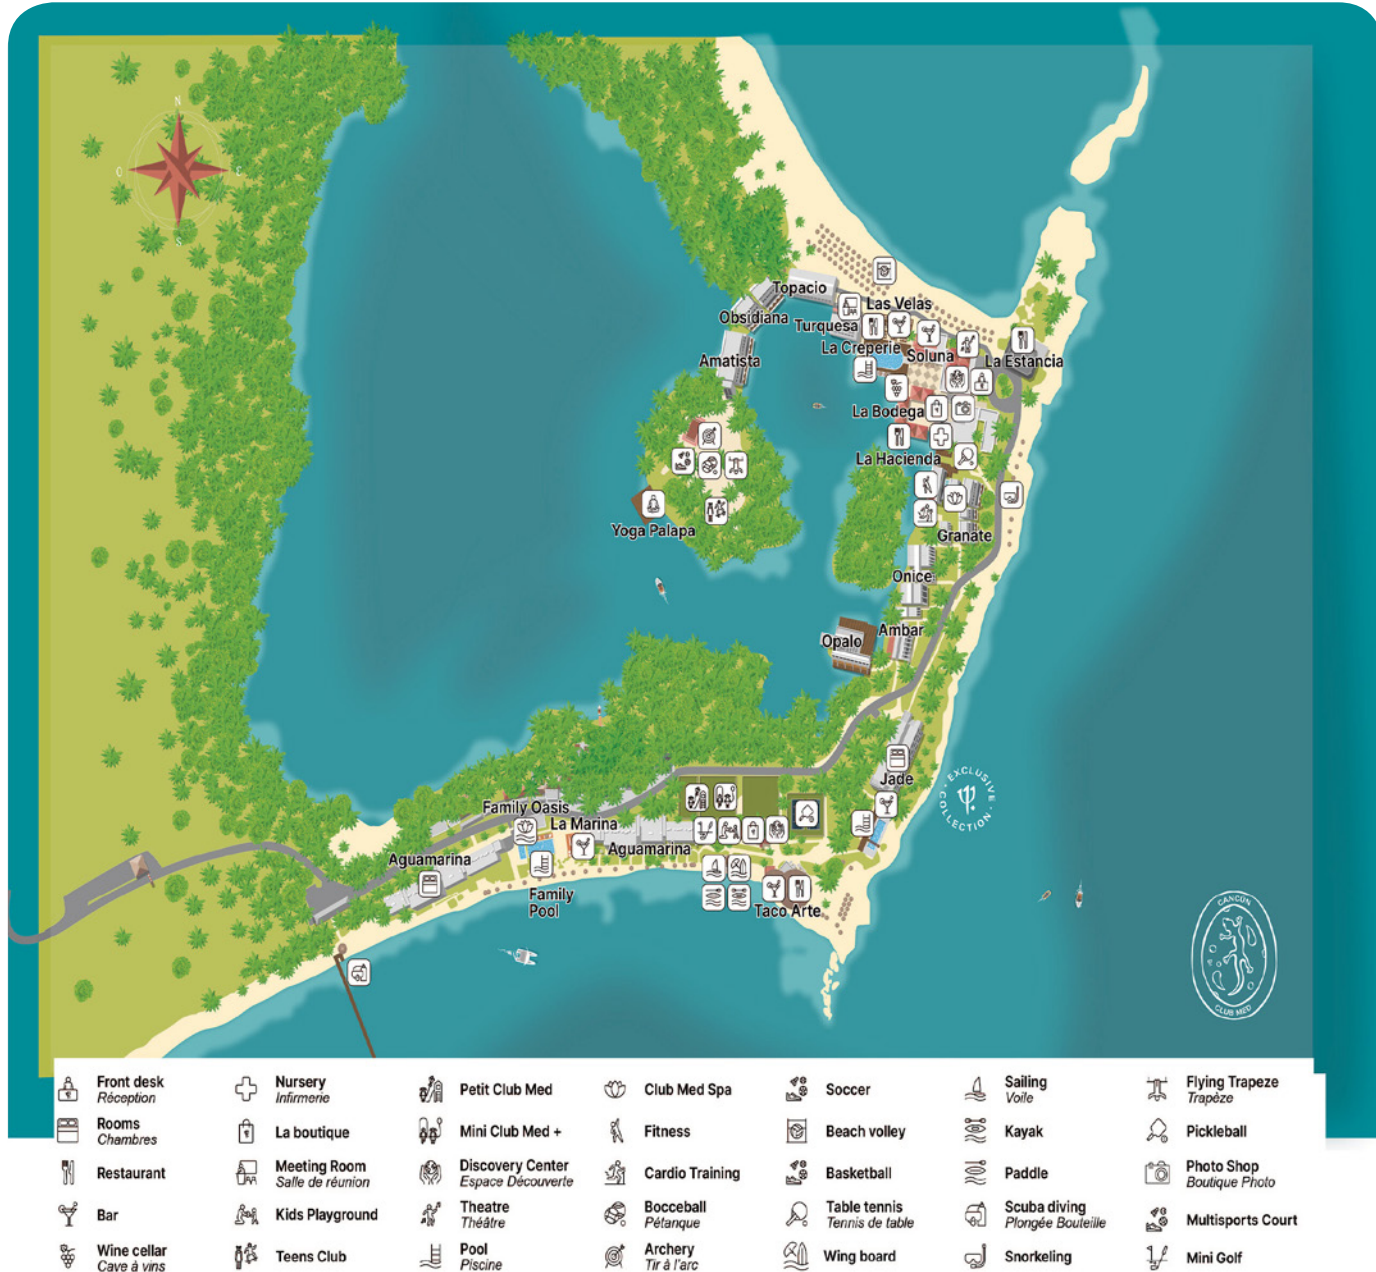 N
O
E
S
Topacio
Las Velas
Obsidiana
Turquesa
La Creperie
Soluna
La Estancia
Amatista
La Bodega
La Hacienda
Yoga Palapa
Granate
Onice
Ambar
Opalo
Jade
EXCLUSIVE
COLLECTION
Family Oasis
La Marina
Aguamarina
Aguamarina
Family
Pool
Taco Arte
CANCÚN
CLUB MED
Front desk
Réception
Rooms
Chambres
Restaurant
Bar
Wine cellar
Cave à vins
Nursery
Infirmerie
La boutique
Meeting Room
Salle de réunion
Kids Playground
Teens Club
Petit Club Med
Mini Club Med +
Discovery Center
Espace Découverte
Theatre
Théâtre
Pool
Piscine
Club Med Spa
Fitness
Cardio Training
Bocceball
Pétanque
Archery
Tir à l'arc
Soccer
Beach volley
Basketball
Table tennis
Tennis de table
Wing board
Sailing
Voile
Kayak
Paddle
Scuba diving
Plongée Bouteille
Snorkeling
Flying Trapeze
Trapèze
Pickleball
Photo Shop
Boutique Photo
Multisports Court
Mini Golf